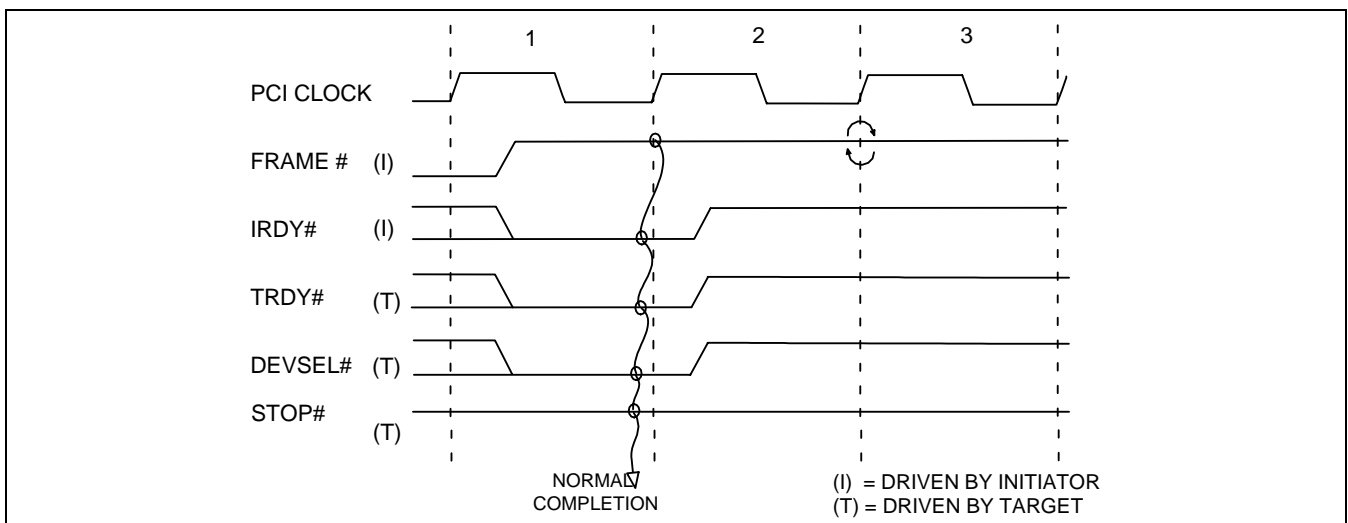 1 2 3
PCI CLOCK
FRAME # (I)
IRDY# (I)
TRDY# (T)
DEVSEL# (T)
STOP#
(T)
NORMAL
COMPLETION
(I) = DRIVEN BY INITIATOR
(T) = DRIVEN BY TARGET